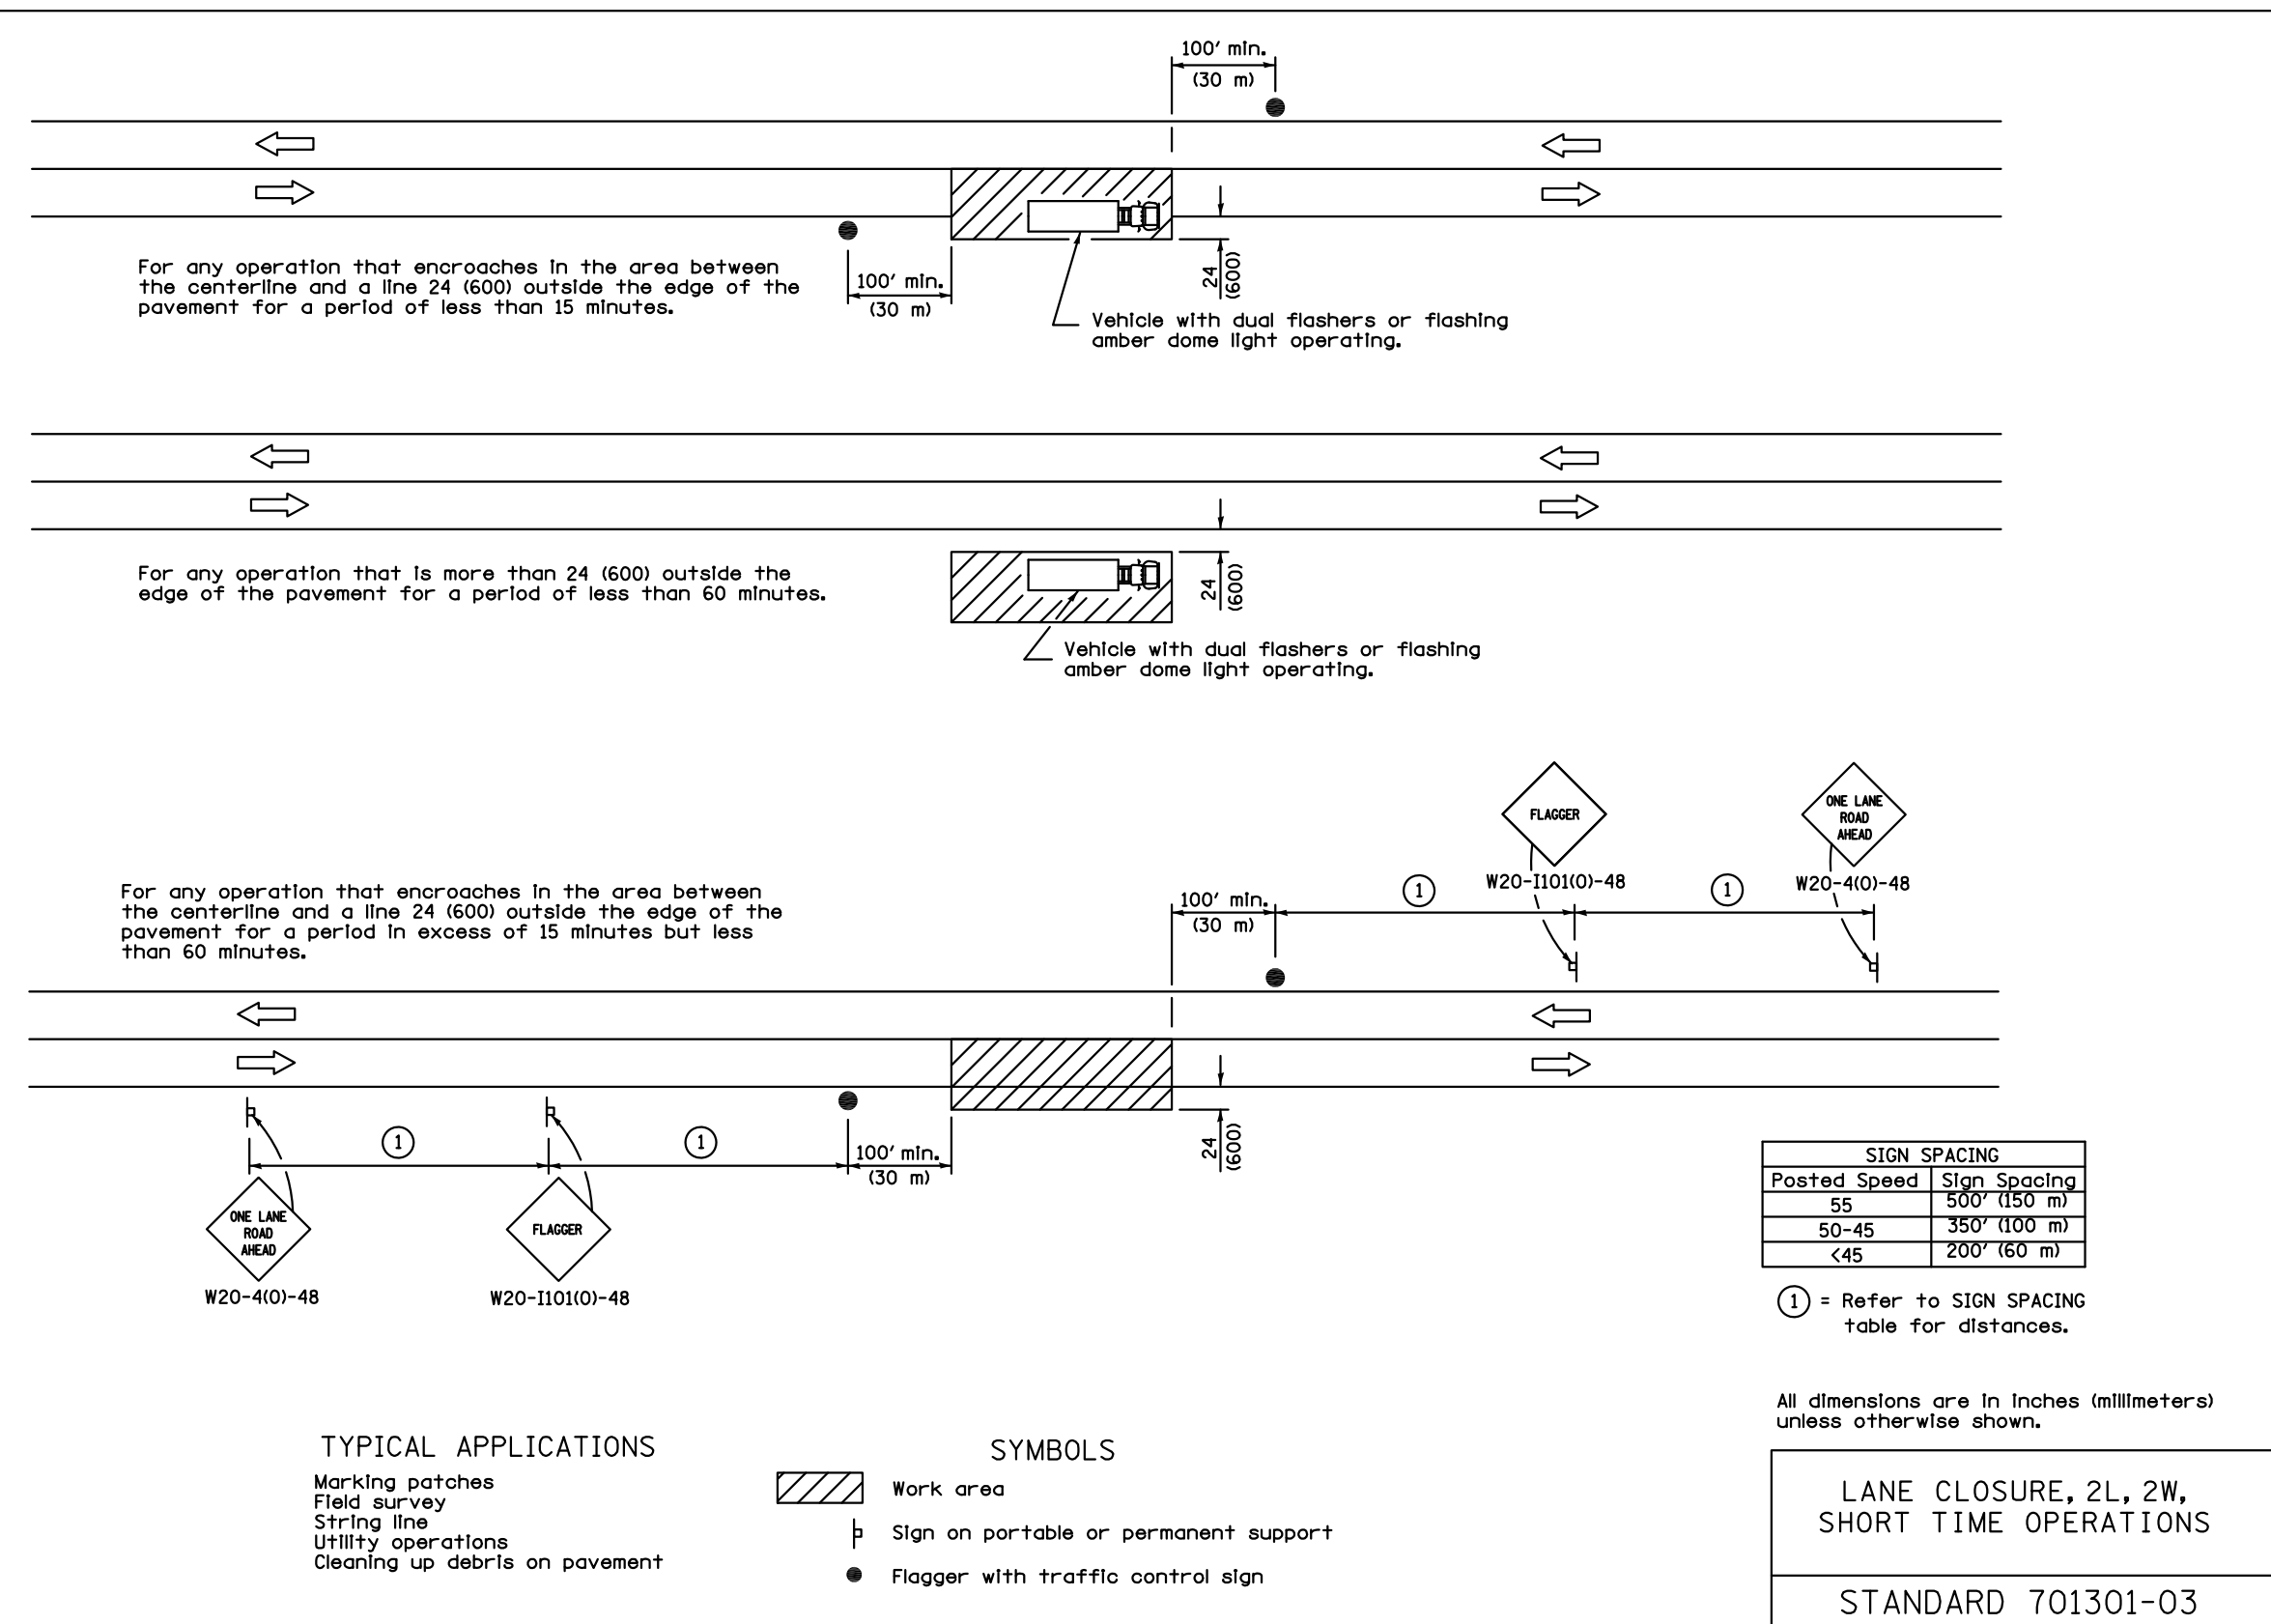 100' min.
(30 m)
For any operation that encroaches in the area between
the centerline and a line 24 (600) outside the edge of the
pavement for a period of less than 15 minutes.
100' min.
(30 m)
24
(600)
Vehicle with dual flashers or flashing
amber dome light operating.
For any operation that is more than 24 (600) outside the
edge of the pavement for a period of less than 60 minutes.
24
(600)
Vehicle with dual flashers or flashing
amber dome light operating.
For any operation that encroaches in the area between
the centerline and a line 24 (600) outside the edge of the
pavement for a period in excess of 15 minutes but less
than 60 minutes.
100' min.
(30 m)
1
FLAGGER
W20-I101(0)-48
1
ONE LANE
ROAD
AHEAD
W20-4(0)-48
1
1
100' min.
(30 m)
24
(600)
ONE LANE
ROAD
AHEAD
W20-4(0)-48
FLAGGER
W20-I101(0)-48
SIGN SPACING
Posted Speed Sign Spacing
55 500' (150 m)
50-45 350' (100 m)
<45 200' (60 m)
1 = Refer to SIGN SPACING
table for distances.
All dimensions are in inches (millimeters)
unless otherwise shown.
TYPICAL APPLICATIONS
Marking patches
Field survey
String line
Utility operations
Cleaning up debris on pavement
SYMBOLS
Work area
Sign on portable or permanent support
Flagger with traffic control sign
LANE CLOSURE, 2L, 2W,
SHORT TIME OPERATIONS
STANDARD 701301-03